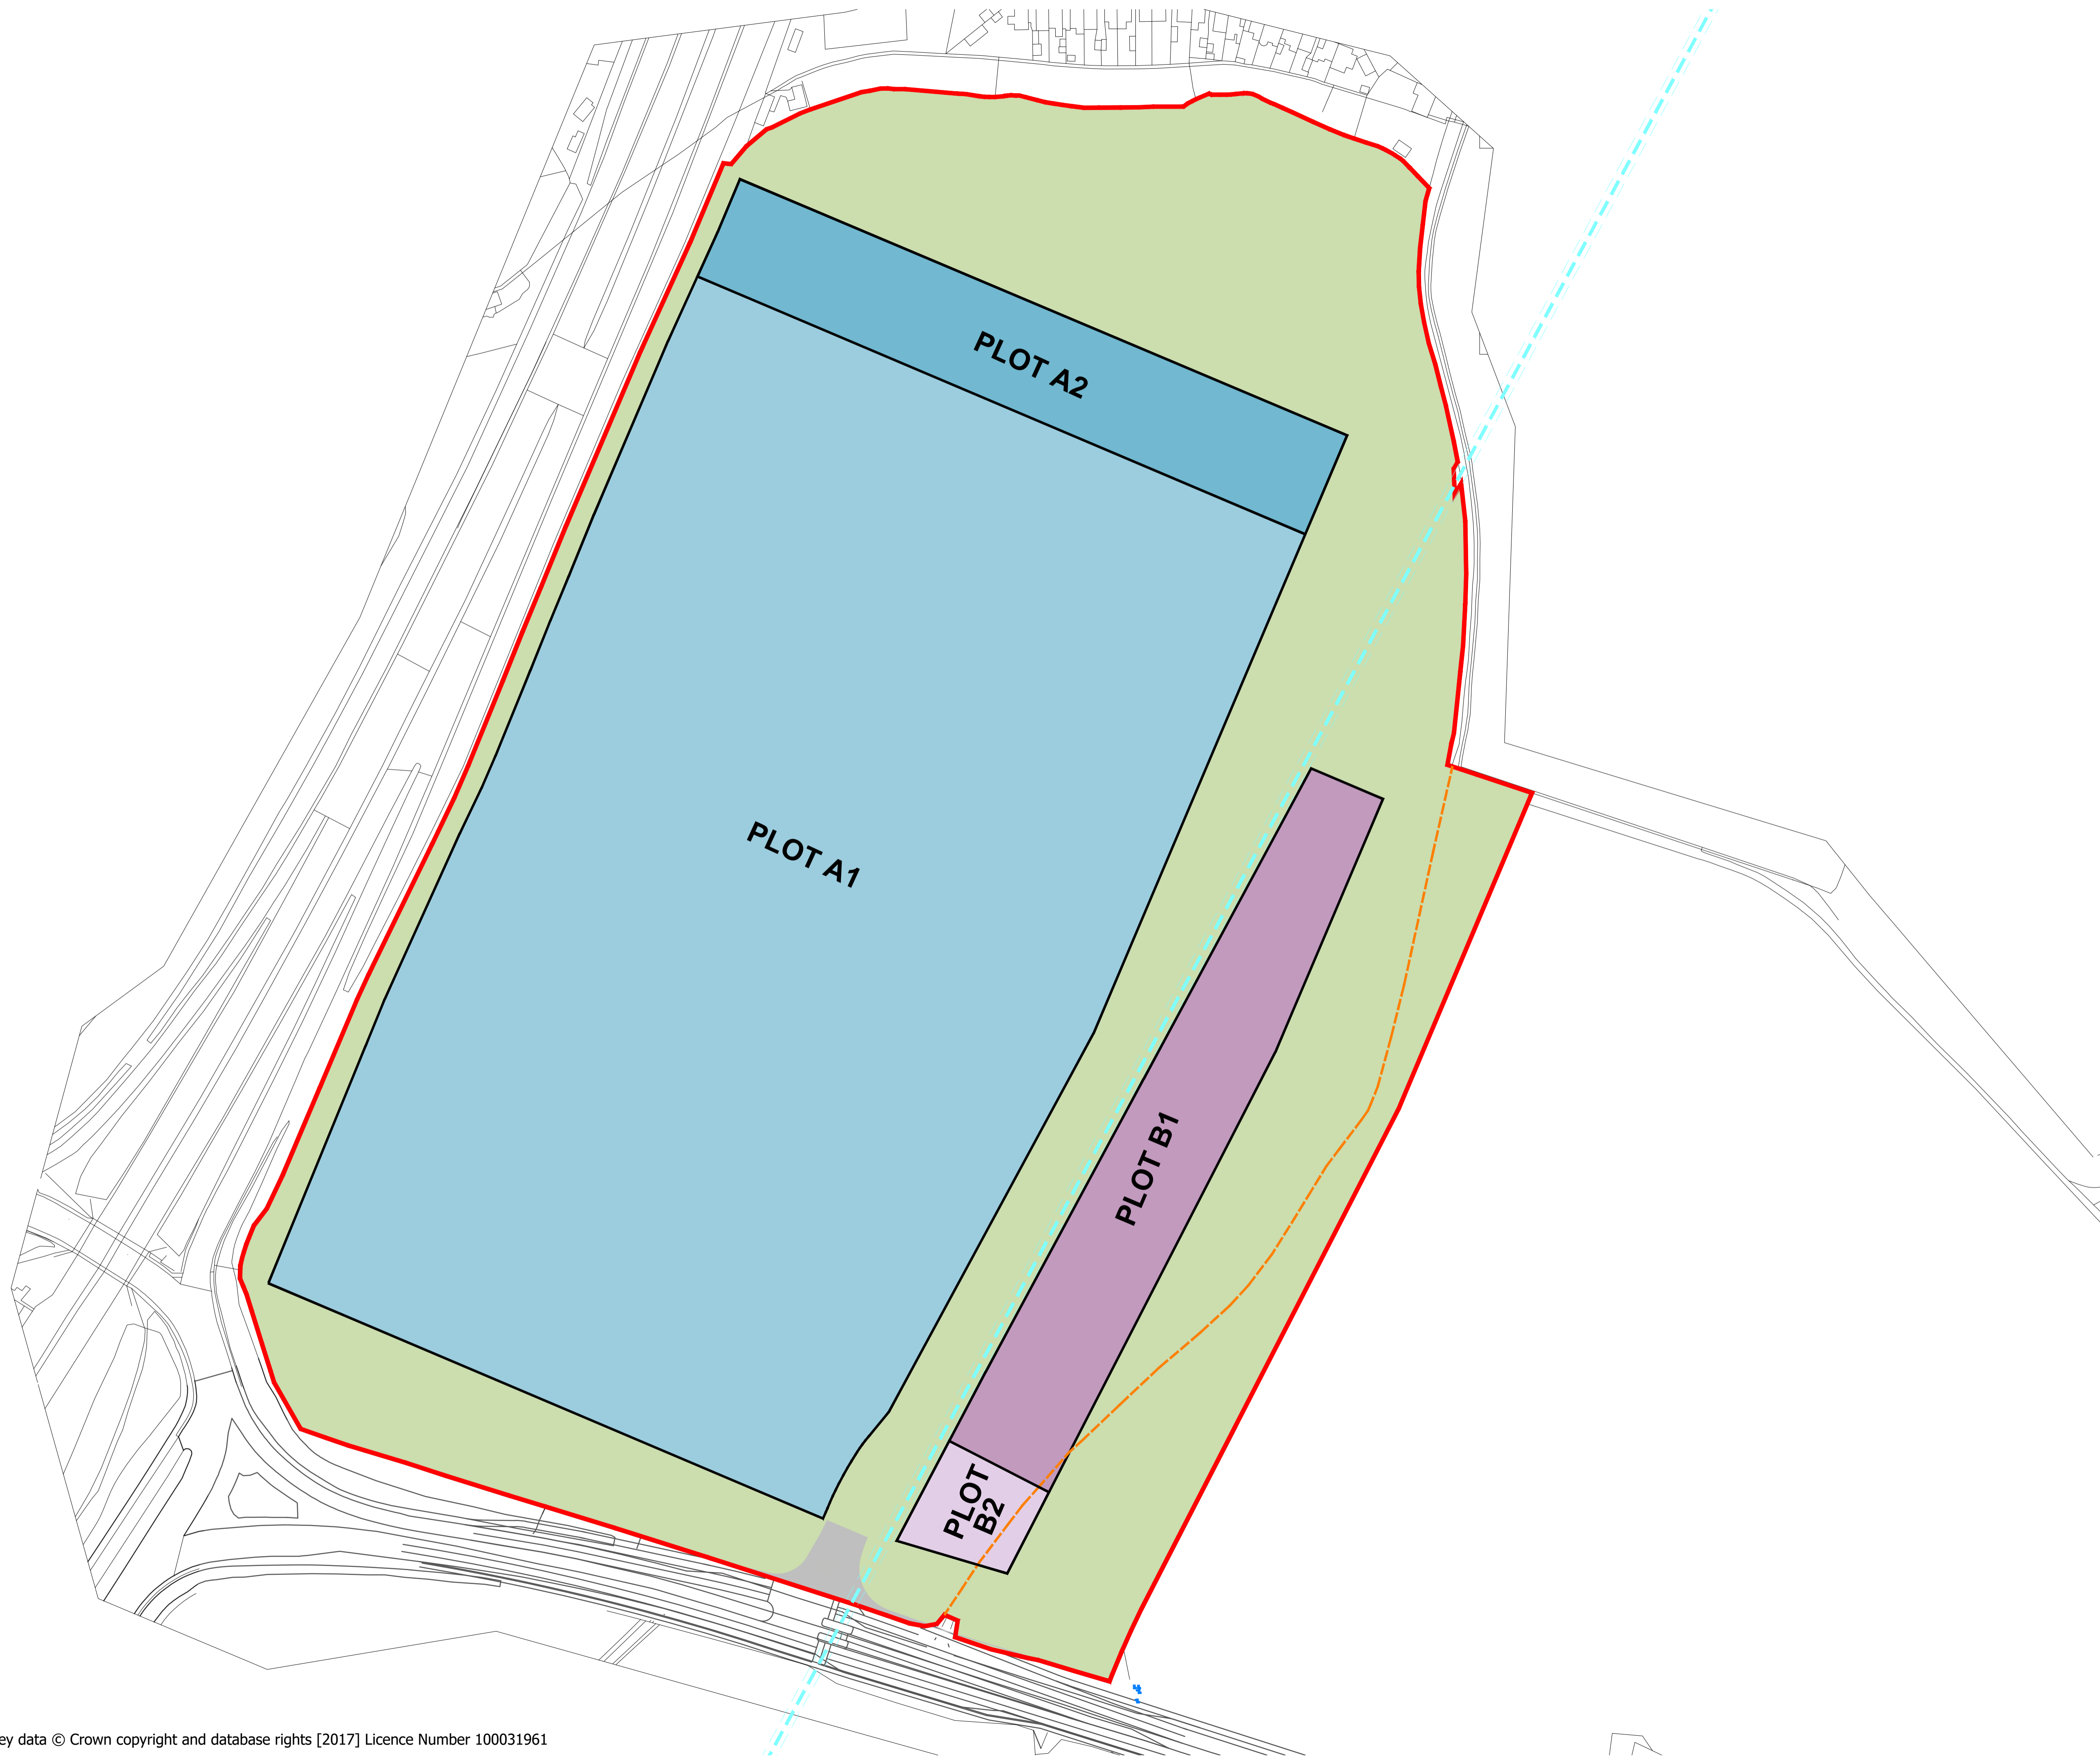 PLOT A2
PLOT A1
PLOT B1
PLOT
B2
ey data © Crown copyright and database rights [2017] Licence Number 100031961